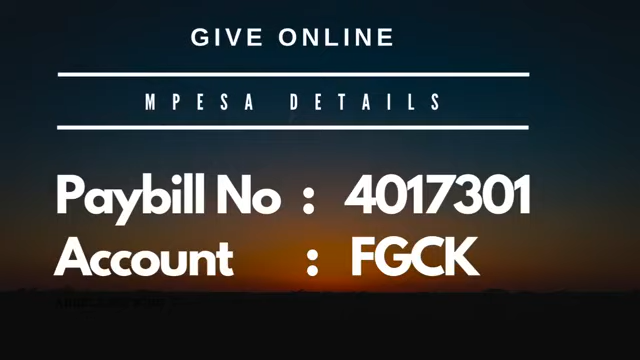 GIVE ONLINE
MPESA DETAILS
Paybill No : 4017301
Account : FGCK